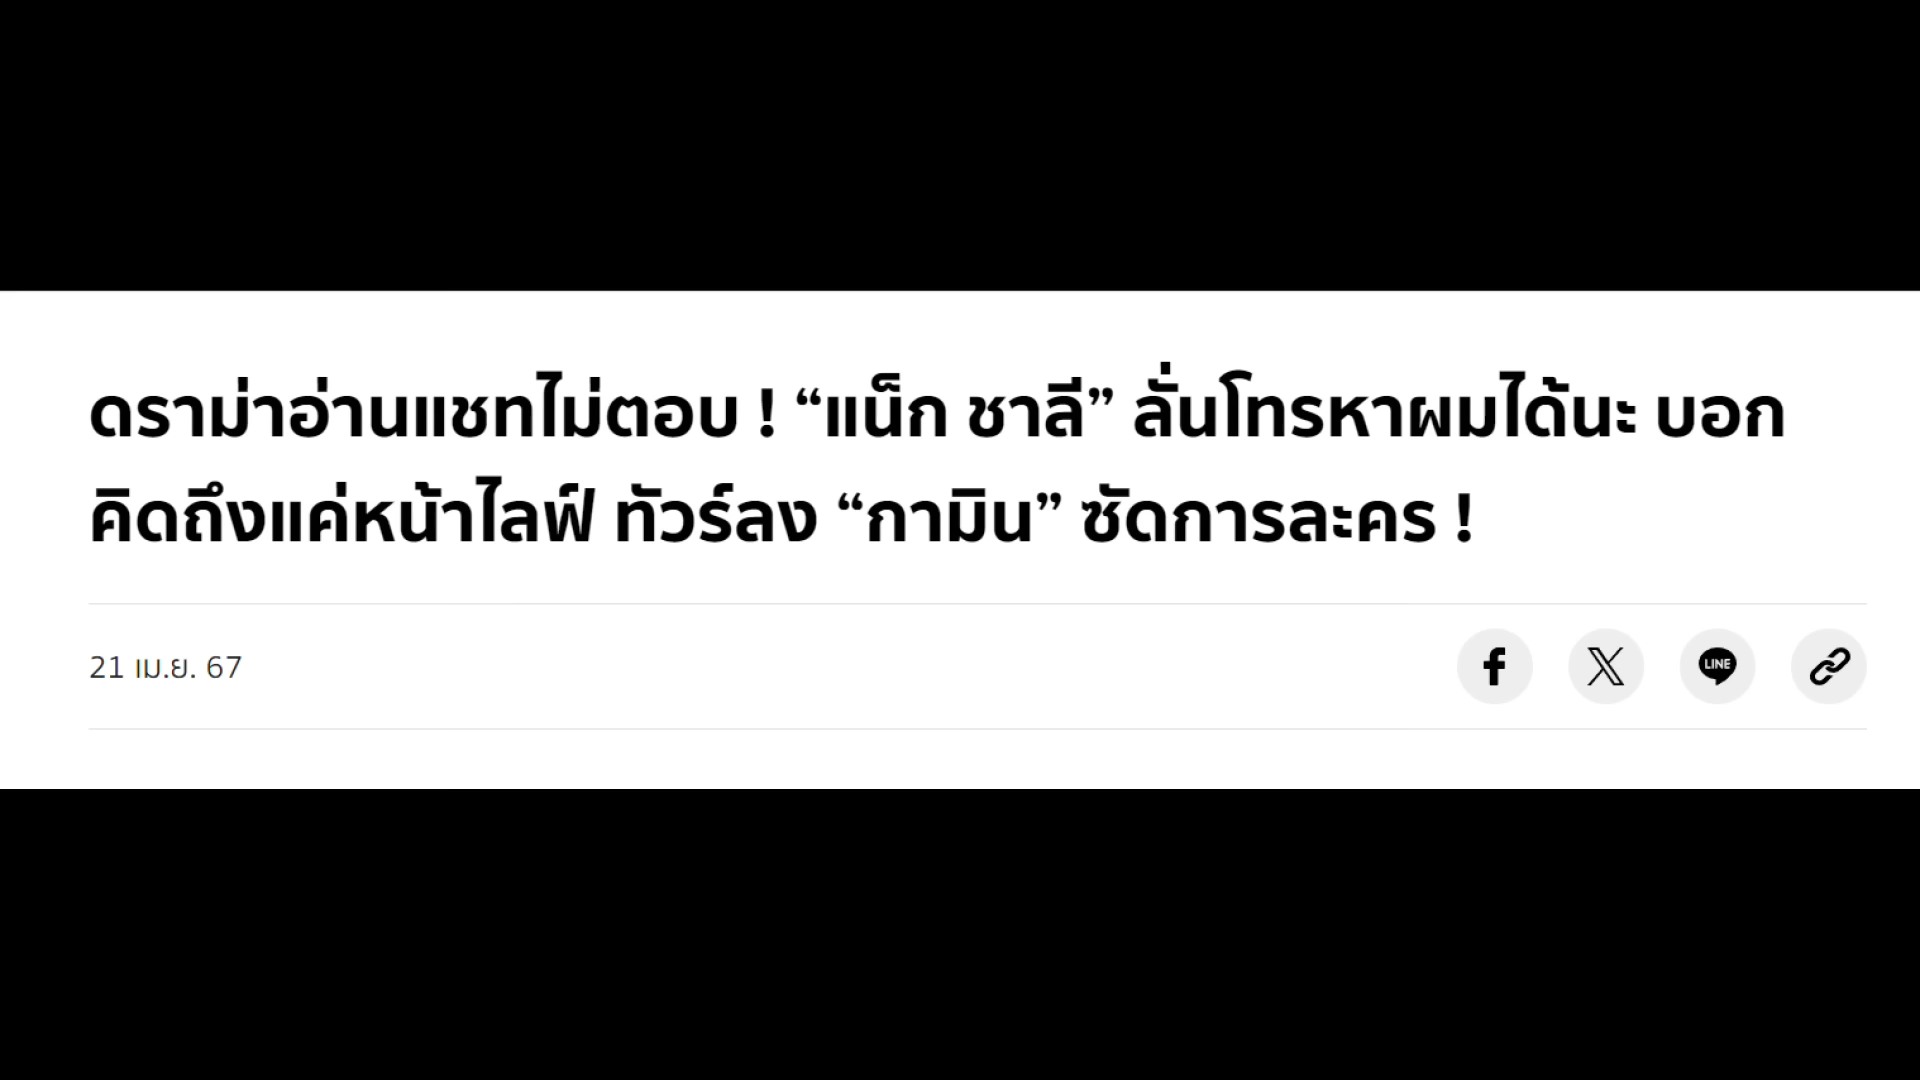 ดราม่าอ่านแชทไม่ตอบ ! “แน็ก ชาลี” ลั่นโทรหาผมได้นะ บอก
คิดถึงแค่หน้าไลฟ์ ทัวร์ลง “กามิน” ซัดการละคร !
21 เม.ย. 67
LINE